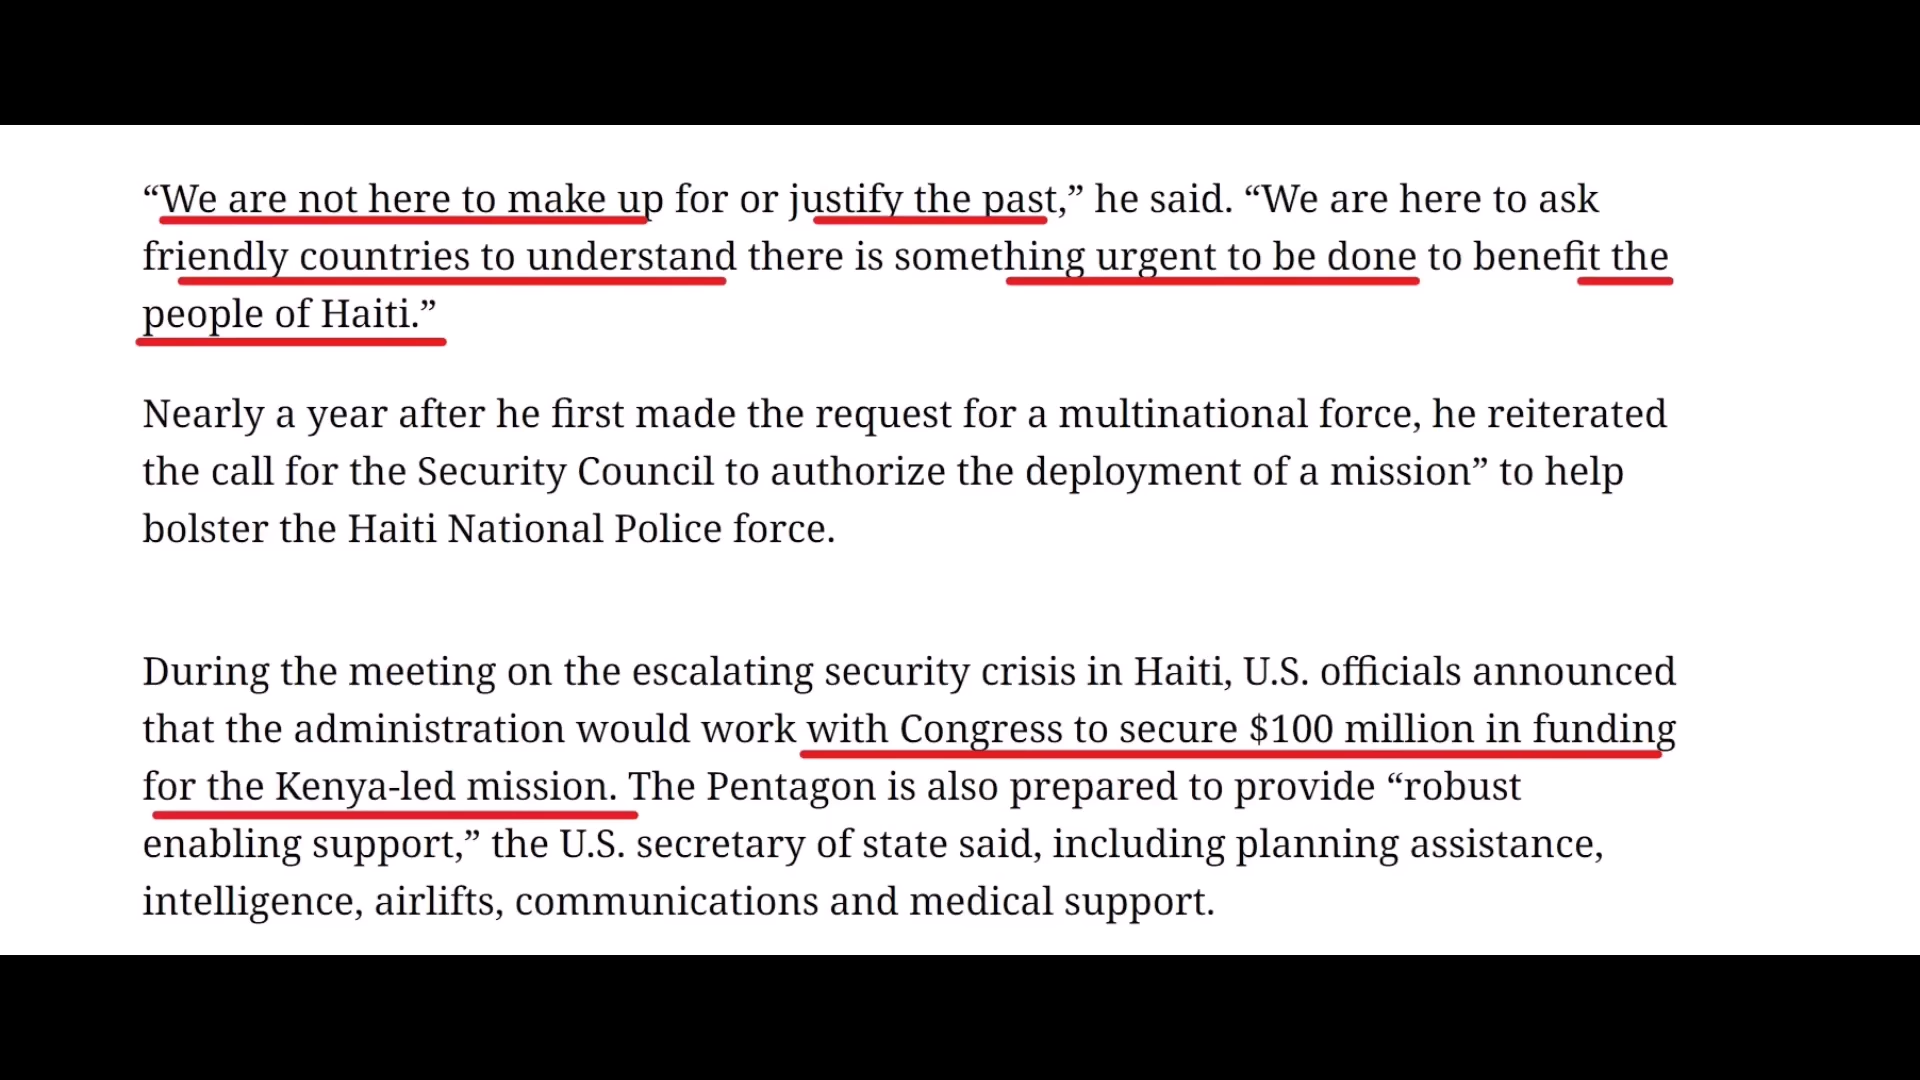 “We are not here to make up for or justify the past,” he said. “We are here to ask
friendly countries to understand there is something urgent to be done to benefit the
people of Haiti.”
Nearly a year after he first made the request for a multinational force, he reiterated
the call for the Security Council to authorize the deployment of a mission” to help
bolster the Haiti National Police force.
During the meeting on the escalating security crisis in Haiti, U.S. officials announced
that the administration would work with Congress to secure $100 million in funding
for the Kenya-led mission. The Pentagon is also prepared to provide “robust
enabling support,” the U.S. secretary of state said, including planning assistance,
intelligence, airlifts, communications and medical support.